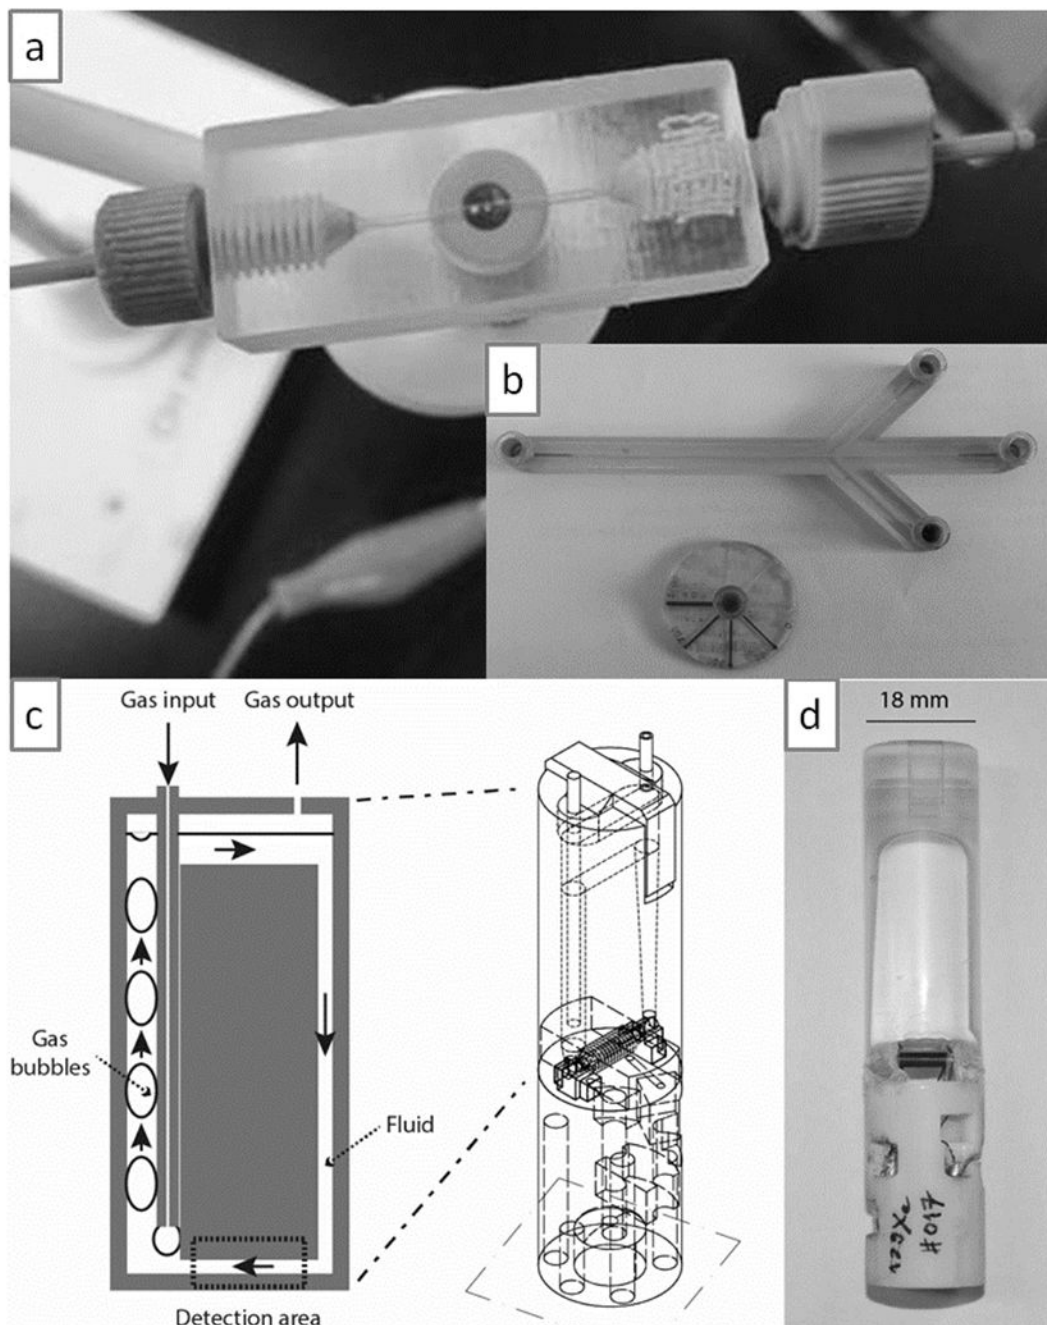 a
b
c
Gas input
Gas output
Gas
bubbles
Fluid
Detection area
d
18 mm
129Xe
#017